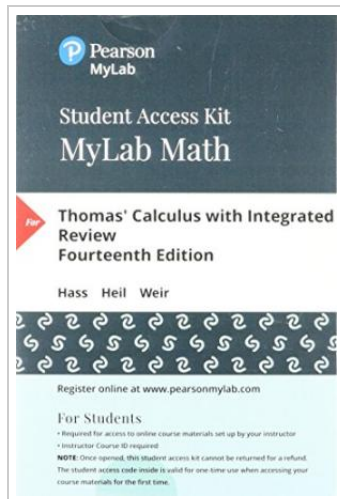 Pearson
MyLab
Student Access Kit
MyLab Math
For
Thomas' Calculus with Integrated
Review
Fourteenth Edition
Hass Heil Weir
Register online at www.pearsonmylab.com
For Students
• Required for access to online course materials set up by your instructor
• Instructor Course ID required
NOTE: Once opened, this student access kit cannot be returned for a refund.
The student access code inside is valid for one-time use when accessing your
course materials for the first time.